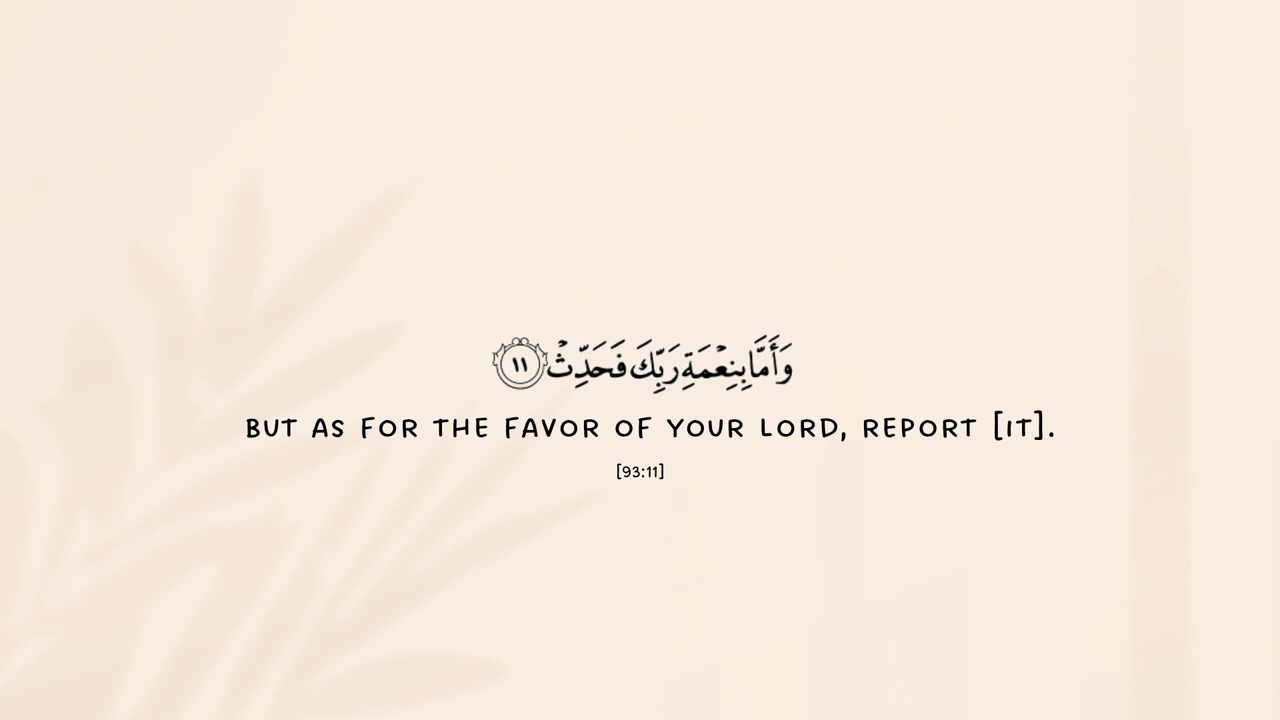 وَأَمَّا بِنِعْمَةِ رَبِّكَ فَحَدِّثْ ١١
BUT AS FOR THE FAVOR OF YOUR LORD, REPORT [IT].
[93:11]